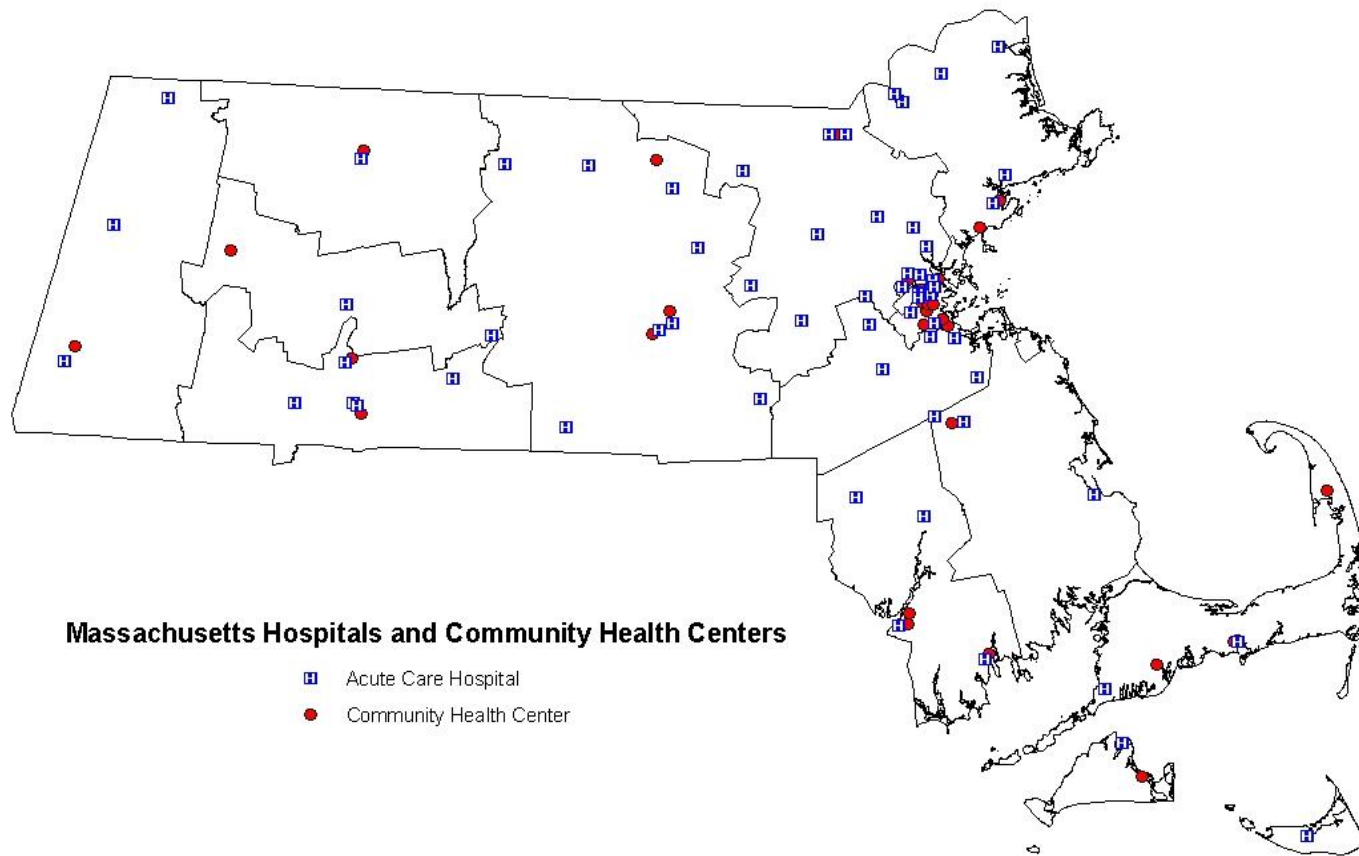 Massachusetts Hospitals and Community Health Centers
H Acute Care Hospital
Community Health Center